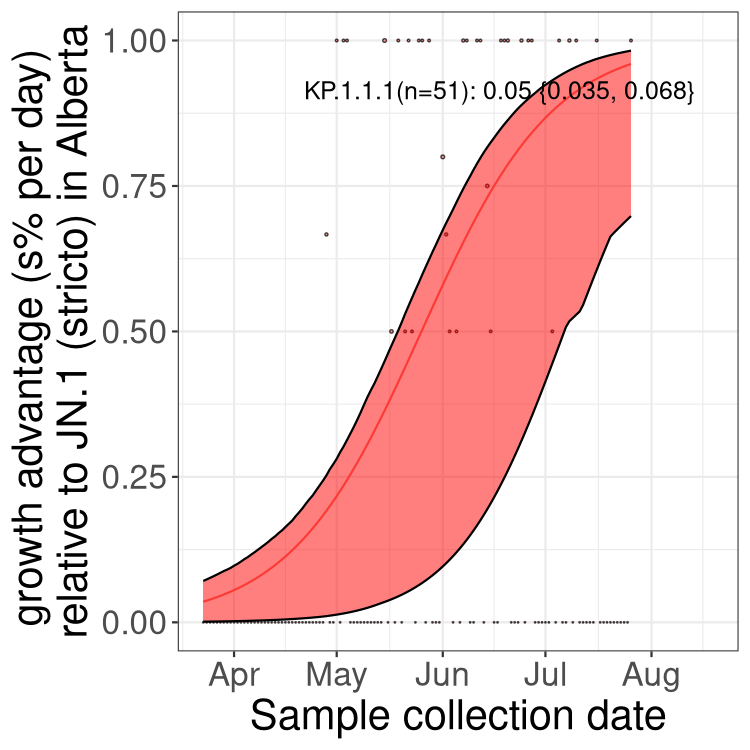 growth advantage (s% per day)
relative to JN.1 (stricto) in Alberta
1.00
0.75
0.50
0.25
0.00
KP.1.1.1(n=51): 0.05 {0.035, 0.068}
Apr May Jun Jul Aug
Sample collection date